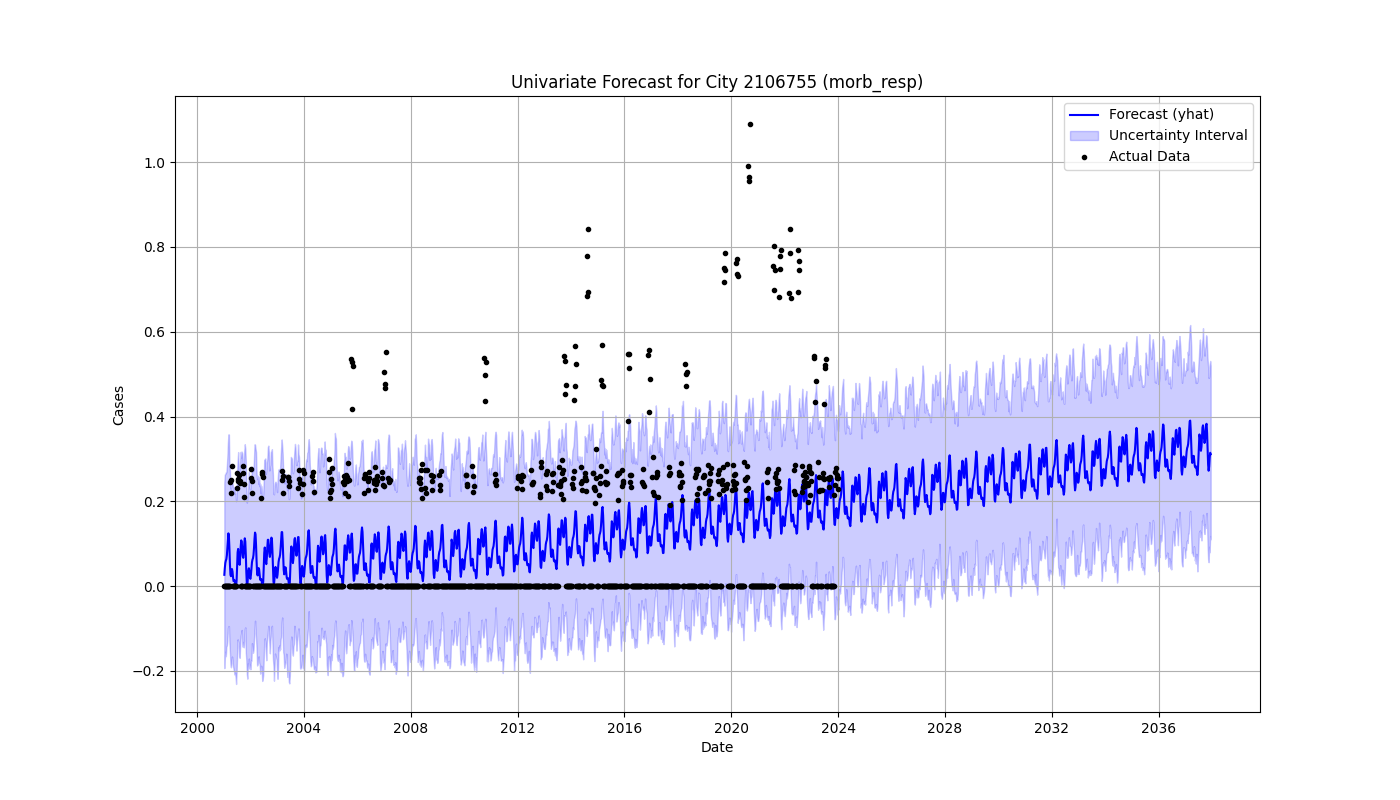 Univariate Forecast for City 2106755 (morb_resp)
Forecast (yhat)
Uncertainty Interval
Actual Data
Cases
1.0
0.8
0.6
0.4
0.2
0.0
−0.2
2000 2004 2008 2012 2016 2020 2024 2028 2032 2036
Date